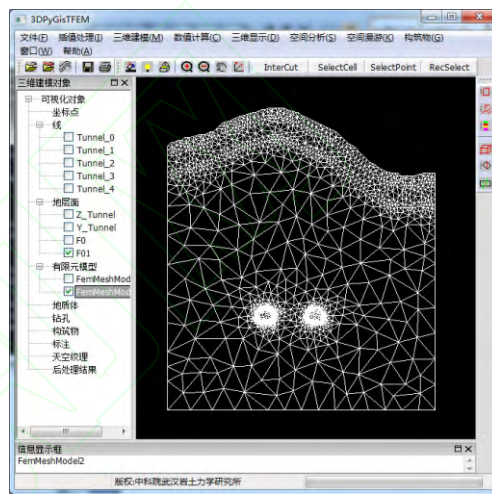 3DPyGisTFEM
文件(F) 插值处理(I) 三维建模(M) 数值计算(C) 三维显示(D) 空间分析(S) 空间漫游(K) 构筑物(G)
窗口(W) 帮助(A)
InterCut SelectCell SelectPoint RecSelect
三维建模对象
可视化对象
坐标点
线
Tunnel_0
Tunnel_1
Tunnel_2
Tunnel_3
Tunnel_4
地层面
Z_Tunnel
Y_Tunnel
F0
F01
有限元模型
FemMeshMod
FemMeshMod
地质体
钻孔
构筑物
标注
天空纹理
后处理结果
信息显示框
FemMeshModel2
版权:中科院武汉岩土力学研究所